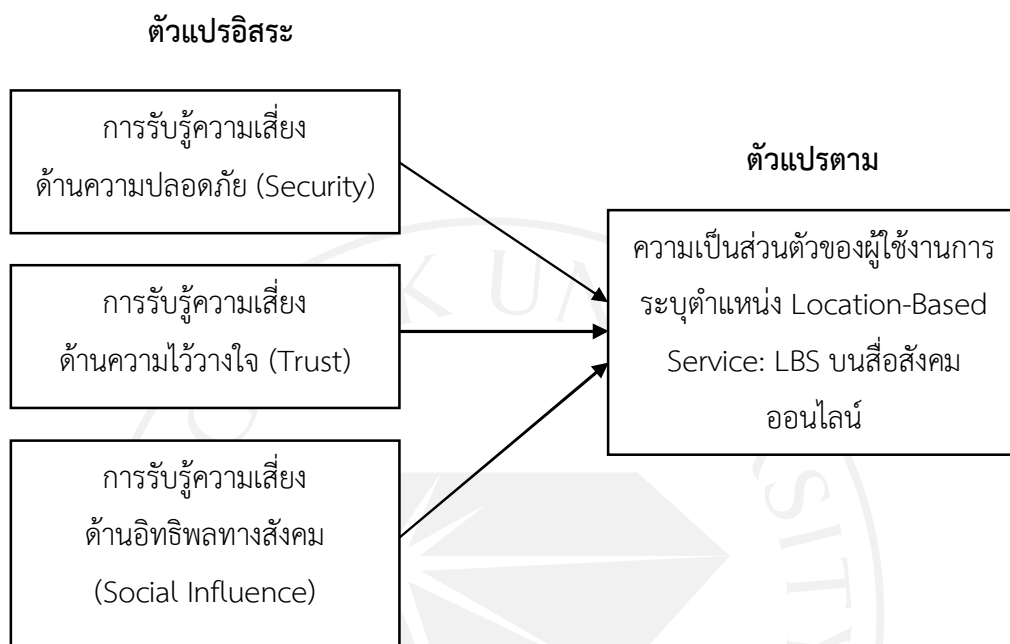 ตัวแปรอิสระ
การรับรู้ความเสี่ยง
ด้านความปลอดภัย (Security)
การรับรู้ความเสี่ยง
ด้านความไว้วางใจ (Trust)
การรับรู้ความเสี่ยง
ด้านอิทธิพลทางสังคม
(Social Influence)
ตัวแปรตาม
ความเป็นส่วนตัวของผู้ใช้งานการ
ระบุตำแหน่ง Location-Based
Service: LBS บนสื่อสังคม
ออนไลน์